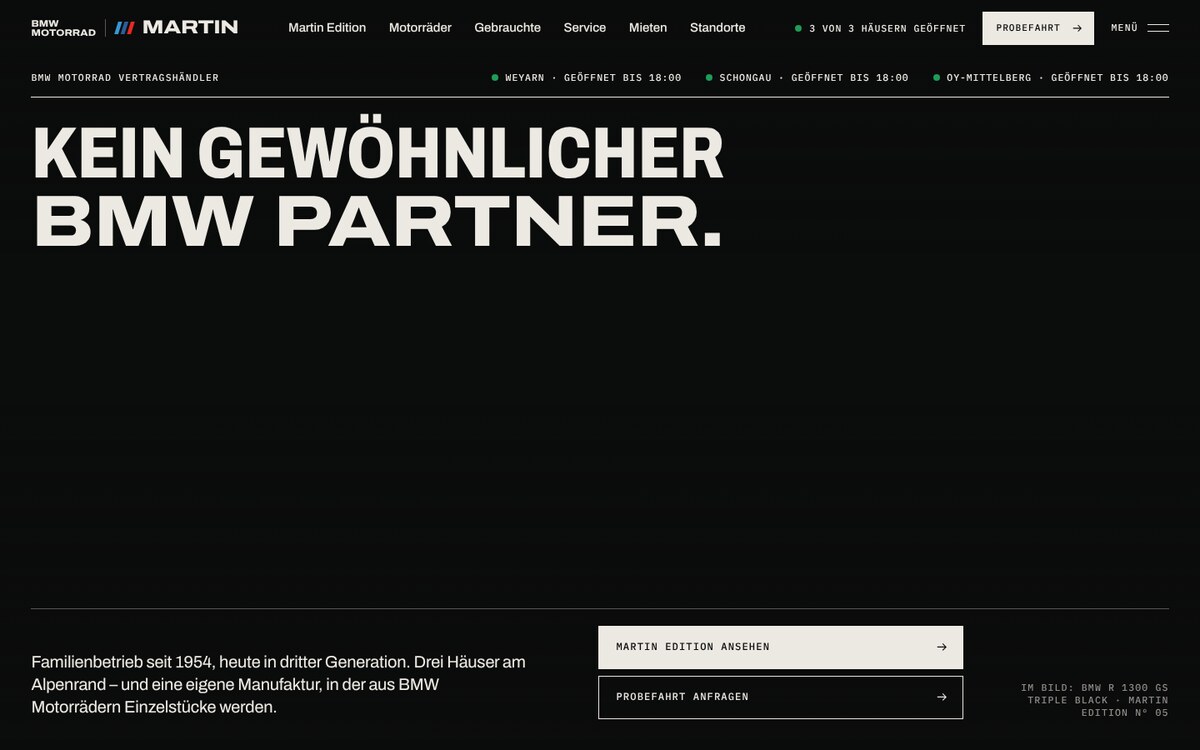 BMW
MOTORRAD
MARTIN
Martin Edition
Motorräder
Gebrauchte
Service
Mieten
Standorte
3 VON 3 HÄUSERN GEÖFFNET
PROBEFAHRT →
MENÜ
BMW MOTORRAD VERTRAGSHÄNDLER
WEYARN · GEÖFFNET BIS 18:00
SCHONGAU · GEÖFFNET BIS 18:00
OY-MITTELBERG · GEÖFFNET BIS 18:00
KEIN GEWÖHNLICHER
BMW PARTNER.
Familienbetrieb seit 1954, heute in dritter Generation. Drei Häuser am
Alpenrand – und eine eigene Manufaktur, in der aus BMW
Motorrädern Einzelstücke werden.
MARTIN EDITION ANSEHEN →
PROBEFAHRT ANFRAGEN →
IM BILD: BMW R 1300 GS
TRIPLE BLACK · MARTIN
EDITION Nº 05